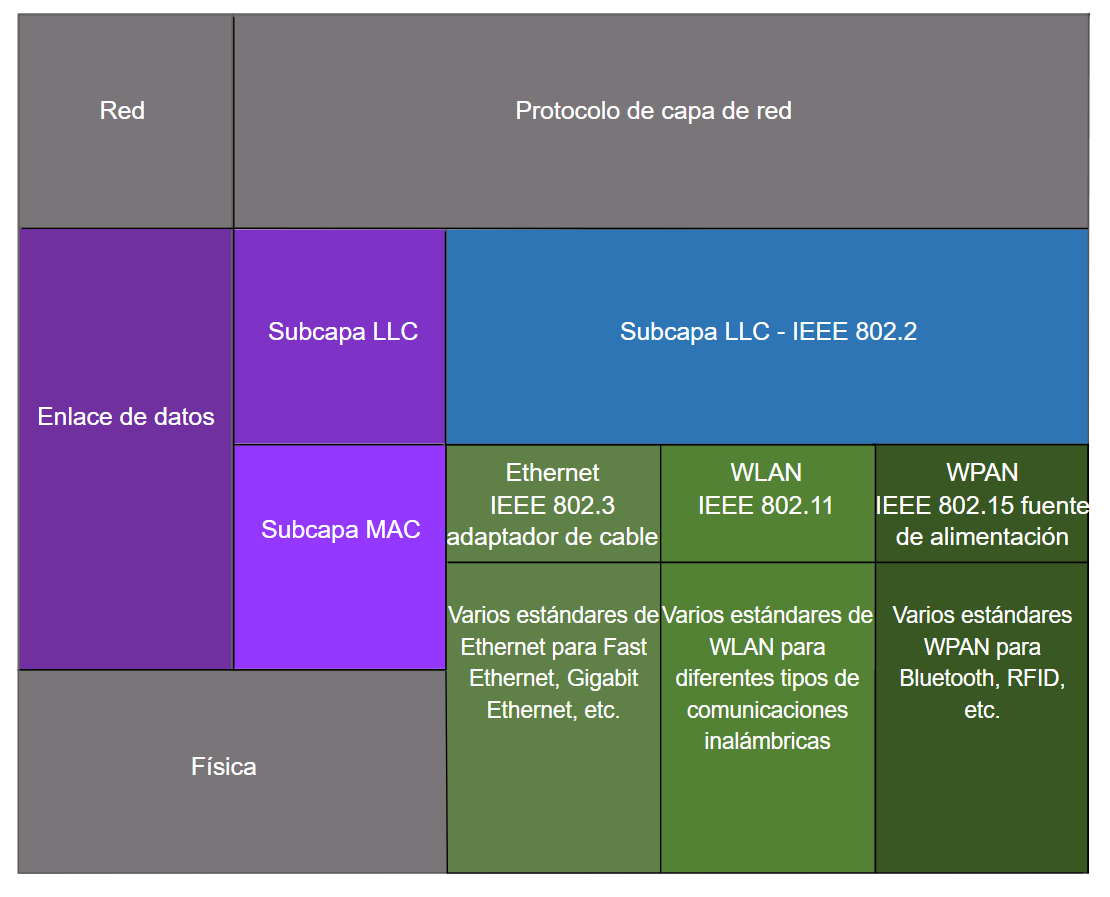 Red
Protocolo de capa de red
Subcapa LLC
Subcapa LLC - IEEE 802.2
Enlace de datos
Subcapa MAC
Ethernet
IEEE 802.3
adaptador de cable
WLAN
IEEE 802.11
WPAN
IEEE 802.15 fuente
de alimentación
Varios estándares de
Ethernet para Fast
Ethernet, Gigabit
Ethernet, etc.
Varios estándares de
WLAN para
diferentes tipos de
comunicaciones
inalámbricas
Varios estándares
WPAN para
Bluetooth, RFID,
etc.
Física